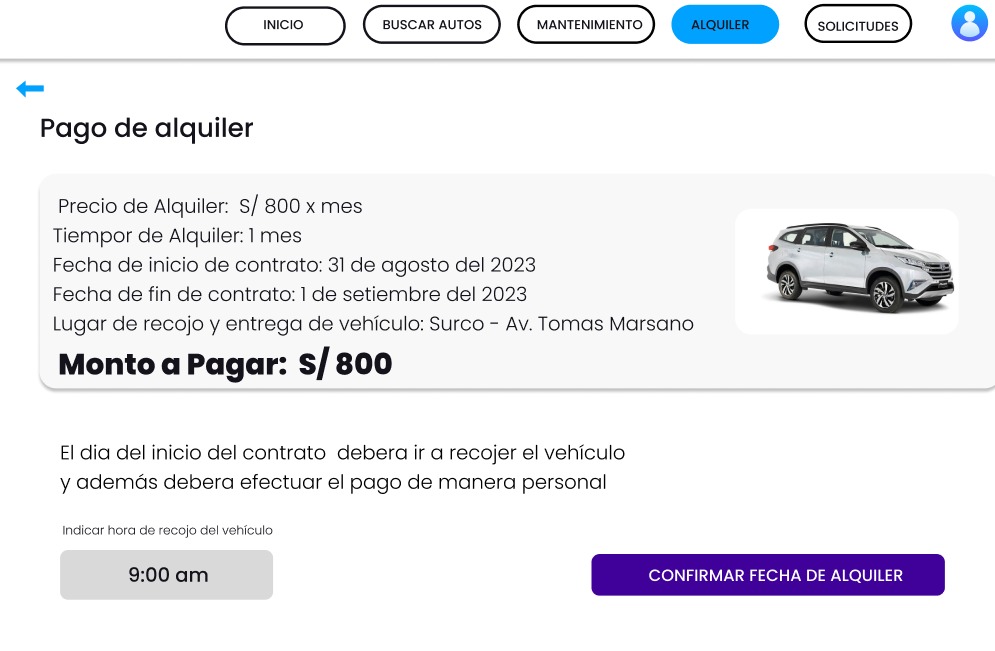 INICIO
BUSCAR AUTOS
MANTENIMIENTO
ALQUILER
SOLICITUDES
Pago de alquiler
Precio de Alquiler: S/ 800 x mes
Tiempor de Alquiler: 1 mes
Fecha de inicio de contrato: 31 de agosto del 2023
Fecha de fin de contrato: 1 de setiembre del 2023
Lugar de recojo y entrega de vehículo: Surco - Av. Tomas Marsano
Monto a Pagar: S/ 800
El dia del inicio del contrato debera ir a recojer el vehículo
y además debera efectuar el pago de manera personal
Indicar hora de recojo del vehículo
9:00 am
CONFIRMAR FECHA DE ALQUILER